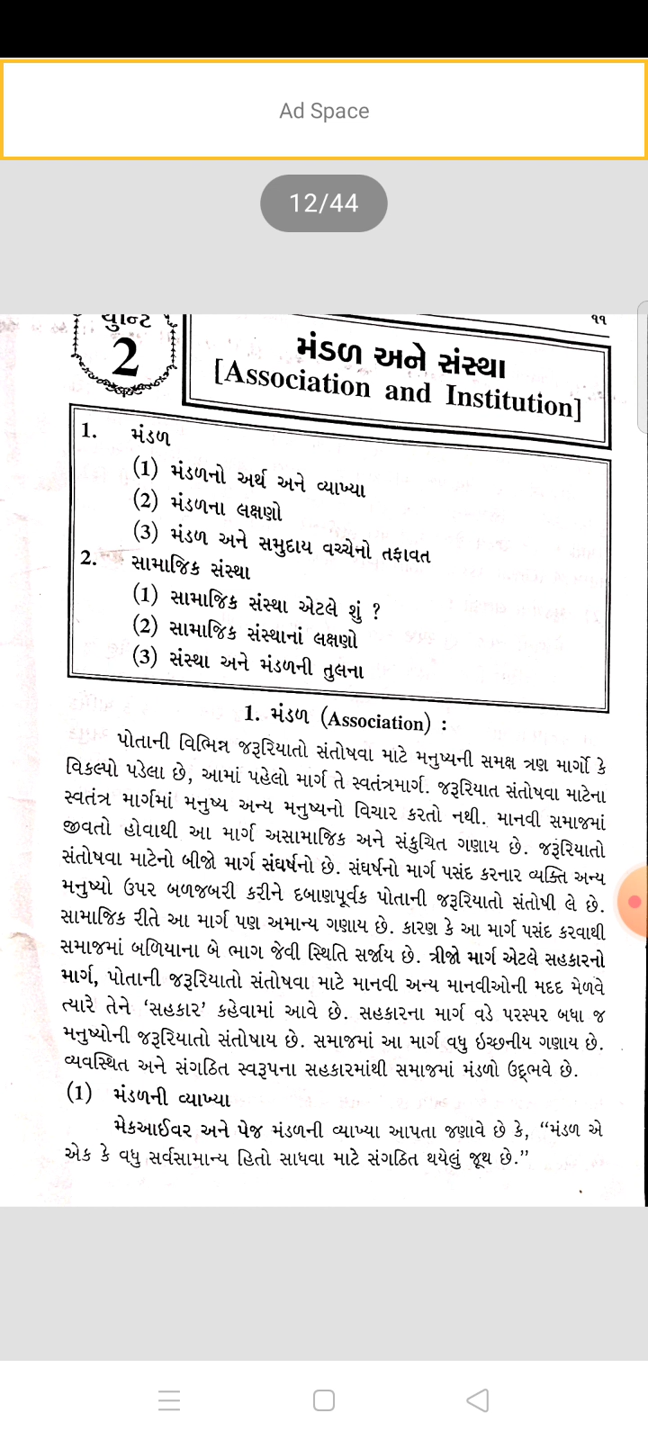 Ad Space
12/44
૧૧
યુનિટ
2
મંડળ અને સંસ્થા
[Association and Institution]
1. મંડળ
(1) મંડળનો અર્થ અને વ્યાખ્યા
(2) મંડળના લક્ષણો
(3) મંડળ અને સમુદાય વચ્ચેનો તફાવત
2. સામાજિક સંસ્થા
(1) સામાજિક સંસ્થા એટલે શું ?
(2) સામાજિક સંસ્થાનાં લક્ષણો
(3) સંસ્થા અને મંડળની તુલના
1. મંડળ (Association) :
પોતાની વિભિન્ન જરૂરિયાતો સંતોષવા માટે મનુષ્યની સમક્ષ ત્રણ માર્ગો કે
વિકલ્પો પડેલા છે, આમાં પહેલો માર્ગ તે સ્વતંત્રમાર્ગ. જરૂરિયાત સંતોષવા માટેના
સ્વતંત્ર માર્ગમાં મનુષ્ય અન્ય મનુષ્યનો વિચાર કરતો નથી. માનવી સમાજમાં
જીવતો હોવાથી આ માર્ગ અસામાજિક અને સંકુચિત ગણાય છે. જરૂરિયાતો
સંતોષવા માટેનો બીજો માર્ગ સંઘર્ષનો છે. સંઘર્ષનો માર્ગ પસંદ કરનાર વ્યક્તિ અન્ય
મનુષ્યો ઉપર બળજબરી કરીને દબાણપૂર્વક પોતાની જરૂરિયાતો સંતોષી લે છે.
સામાજિક રીતે આ માર્ગ પણ અમાન્ય ગણાય છે. કારણ કે આ માર્ગ પસંદ કરવાથી
સમાજમાં બળિયાના બે ભાગ જેવી સ્થિતિ સર્જાય છે. ત્રીજો માર્ગ એટલે સહકારનો
માર્ગ, પોતાની જરૂરિયાતો સંતોષવા માટે માનવી અન્ય માનવીઓની મદદ મેળવે
ત્યારે તેને ‘સહકાર’ કહેવામાં આવે છે. સહકારના માર્ગ વડે પરસ્પર બધા જ
મનુષ્યોની જરૂરિયાતો સંતોષાય છે. સમાજમાં આ માર્ગ વધુ ઇચ્છનીય ગણાય છે.
વ્યવસ્થિત અને સંગઠિત સ્વરૂપના સહકારમાંથી સમાજમાં મંડળો ઉદ્ભવે છે.
(1) મંડળની વ્યાખ્યા
મેકઆઈવર અને પેજ મંડળની વ્યાખ્યા આપતા જણાવે છે કે, “મંડળ એ
એક કે વધુ સર્વસામાન્ય હિતો સાધવા માટે સંગઠિત થયેલું જૂથ છે.”